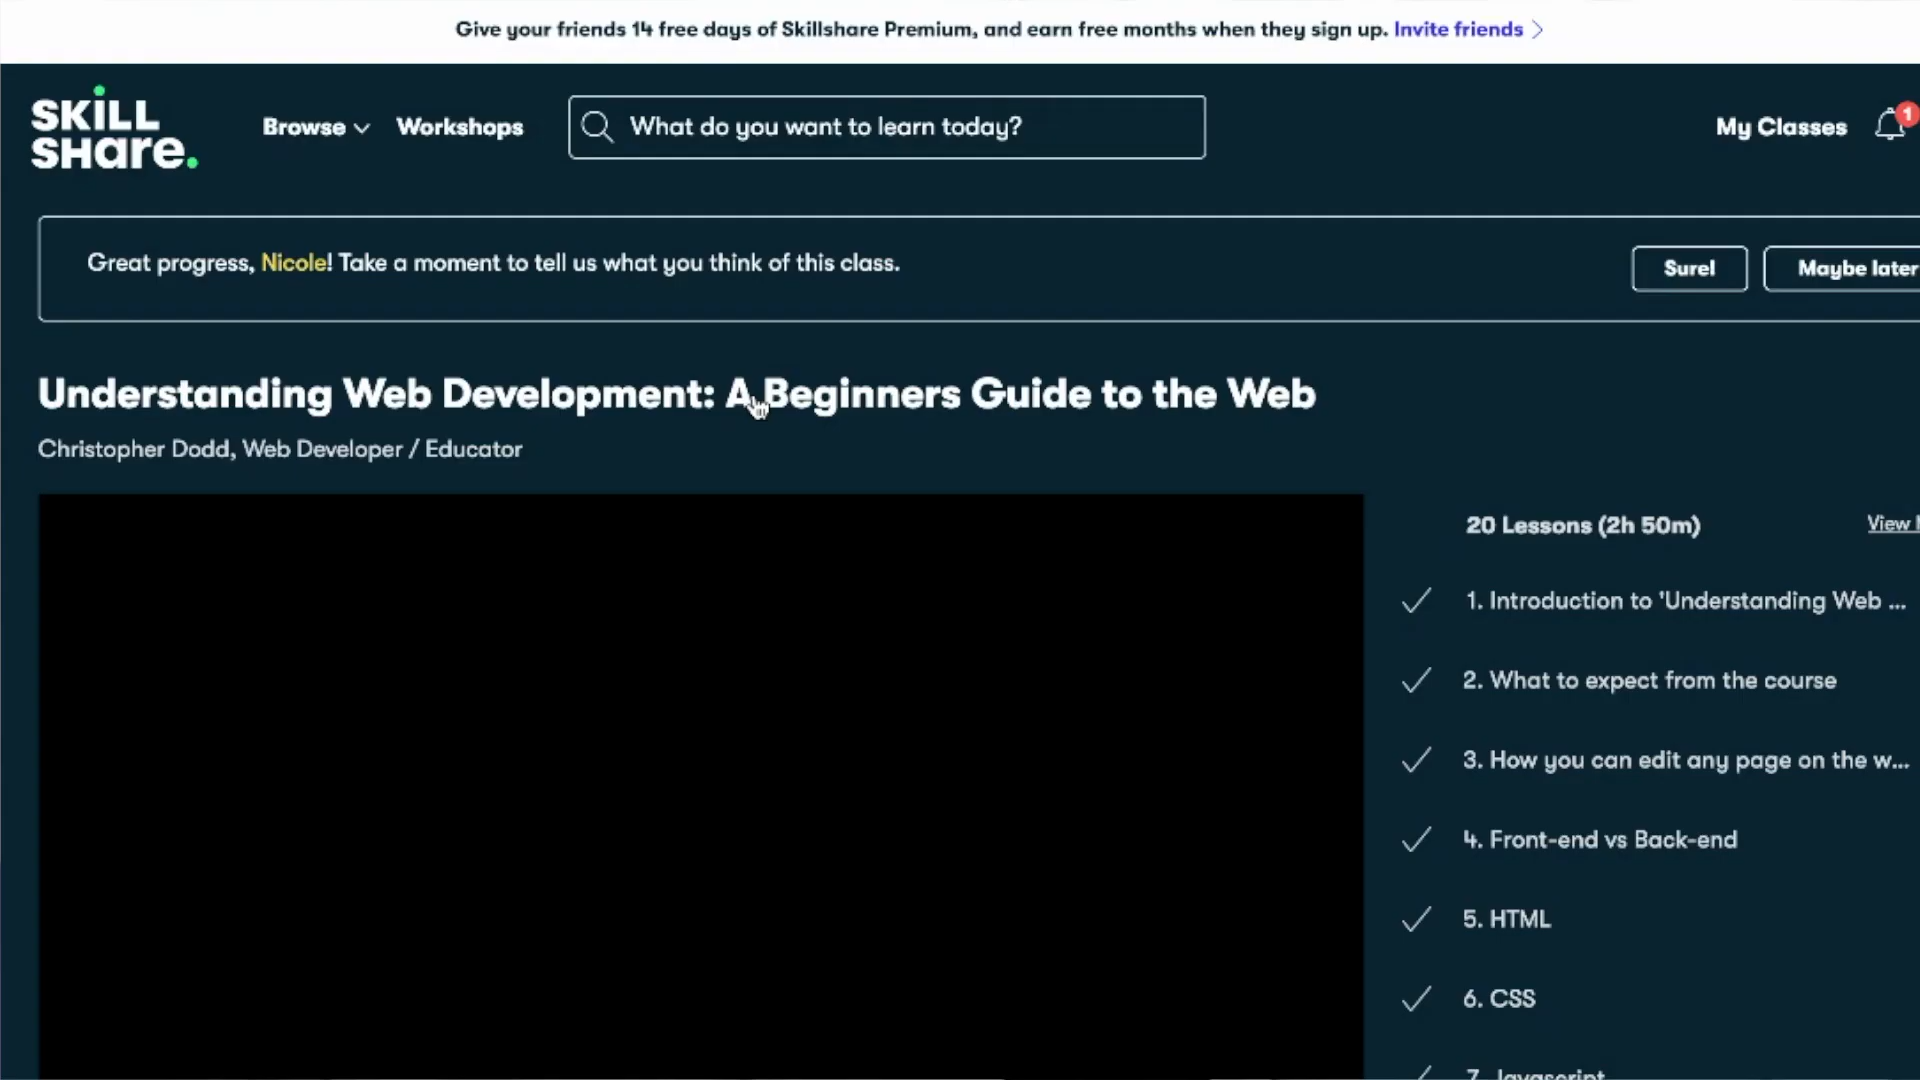 Give your friends 14 free days of Skillshare Premium, and earn free months when they sign up. Invite friends
SKILL
SHare.
Browse
Workshops
What do you want to learn today?
My Classes
1
Great progress, Nicole! Take a moment to tell us what you think of this class.
Sure!
Maybe later
Understanding Web Development: A Beginners Guide to the Web
Christopher Dodd, Web Developer / Educator
20 Lessons (2h 50m)
View
1. Introduction to 'Understanding Web ...
2. What to expect from the course
3. How you can edit any page on the w...
4. Front-end vs Back-end
5. HTML
6. CSS
7. Javascript